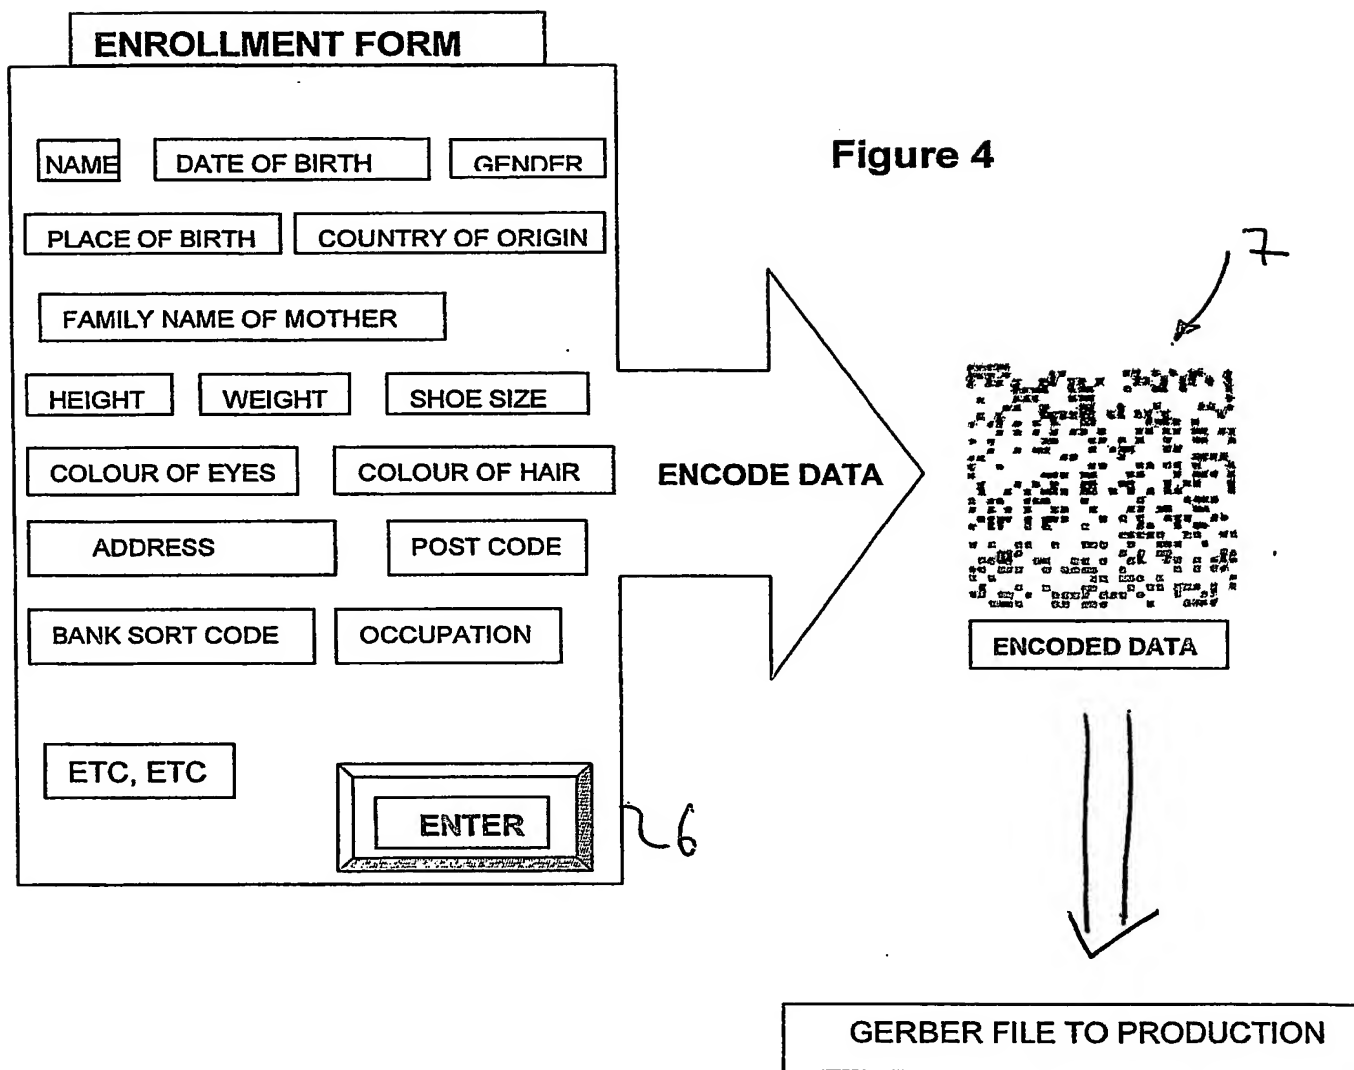 ENROLLMENT FORM
Figure 4
NAME DATE OF BIRTH GENDER
PLACE OF BIRTH COUNTRY OF ORIGIN
FAMILY NAME OF MOTHER
HEIGHT WEIGHT SHOE SIZE
COLOUR OF EYES COLOUR OF HAIR
ADDRESS POST CODE
BANK SORT CODE OCCUPATION
ETC, ETC
ENTER
6
ENCODE DATA
7
ENCODED DATA
GERBER FILE TO PRODUCTION